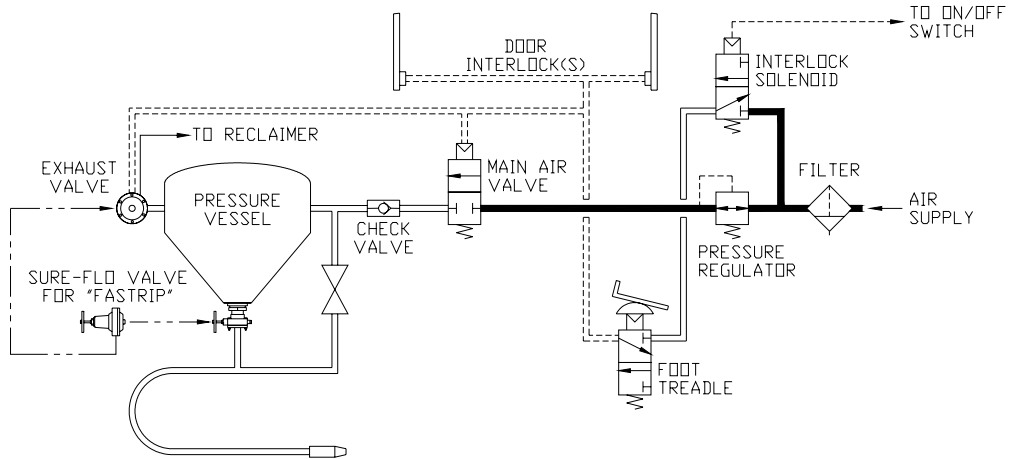 TO ON/OFF
SWITCH
DOOR
INTERLOCK(S)
INTERLOCK
SOLENOID
TO RECLAIMER
EXHAUST
VALVE
MAIN AIR
VALVE
FILTER
PRESSURE
VESSEL
AIR
SUPPLY
CHECK
VALVE
PRESSURE
REGULATOR
SURE-FLO VALVE
FOR "FASTRIP"
FOOT
TREADLE